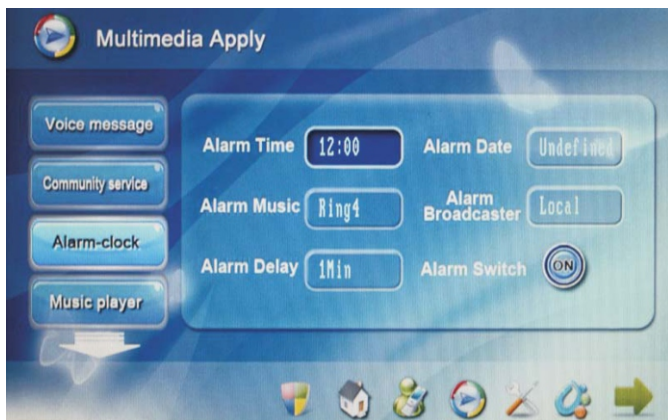 Multimedia Apply
Voice message
Community service
Alarm-clock
Music player
Alarm Time 12:00 Alarm Date Undefined
Alarm Music Ring4 Alarm Broadcaster Local
Alarm Delay 1Min Alarm Switch ON